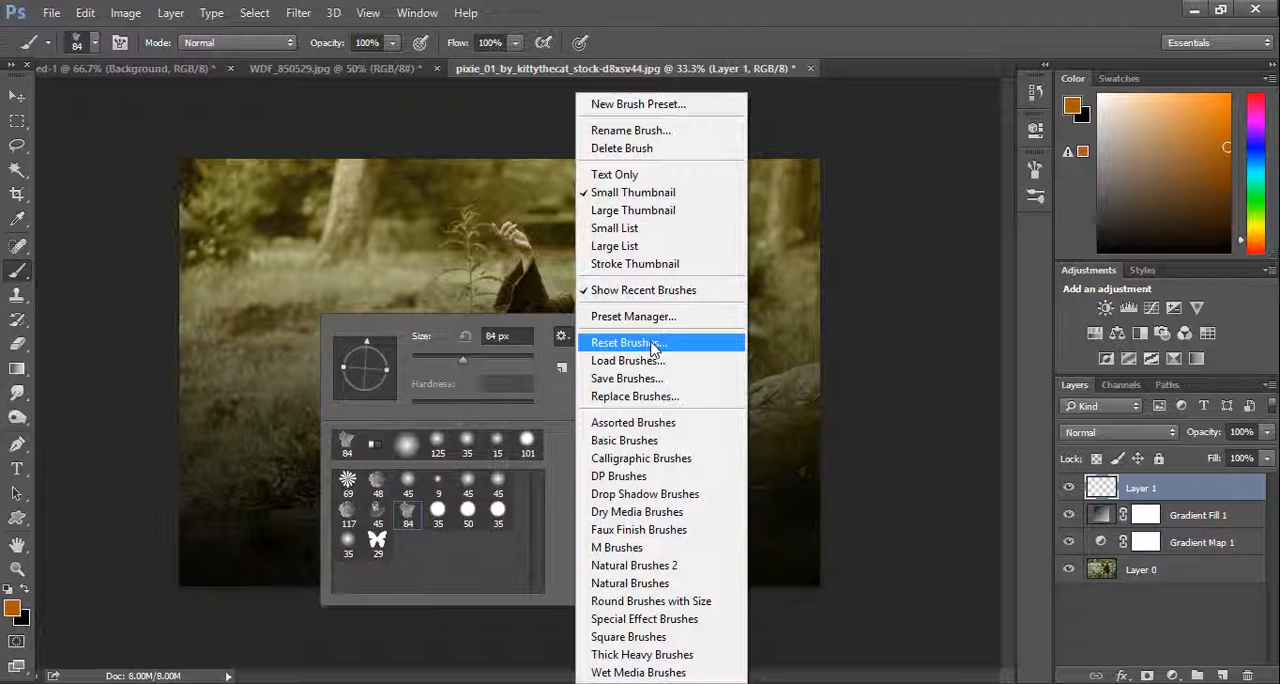 Ps File Edit Image Layer Type Select Filter 3D View Window Help
84 Mode: Normal Opacity: 100% Flow: 100% Essentials
ed-1 @ 66.7% (Background, RGB/8) * WDF_850529.jpg @ 50% (RGB/8#) * pixie_01_by_kittythecat_stock-d8xsv44.jpg @ 33.3% (Layer 1, RGB/8) *
New Brush Preset...
Rename Brush...
Delete Brush
Text Only
Small Thumbnail
Large Thumbnail
Small List
Large List
Stroke Thumbnail
Show Recent Brushes
Preset Manager...
Reset Brushes...
Load Brushes...
Save Brushes...
Replace Brushes...
Assorted Brushes
Basic Brushes
Calligraphic Brushes
DP Brushes
Drop Shadow Brushes
Dry Media Brushes
Faux Finish Brushes
M Brushes
Natural Brushes 2
Natural Brushes
Round Brushes with Size
Special Effect Brushes
Square Brushes
Thick Heavy Brushes
Wet Media Brushes
Size: 84 px
Hardness:
84 125 35 15 101
69 48 45 9 45 45
117 45 84 35 50 35
35 29
Color Swatches
Adjustments Styles
Add an adjustment
Layers Channels Paths
Kind
Normal Opacity: 100%
Lock: Fill: 100%
Layer 1
Gradient Fill 1
Gradient Map 1
Layer 0
Doc: 8.00M/8.00M